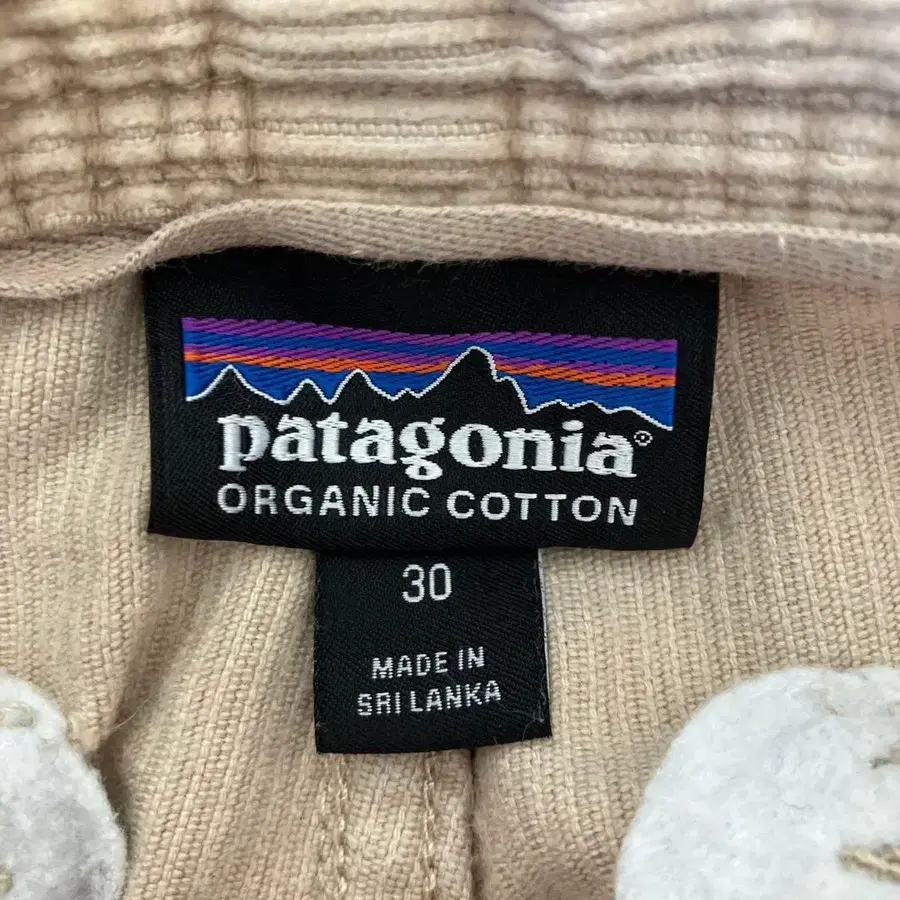 patagonia®
ORGANIC COTTON
30
MADE IN
SRI LANKA